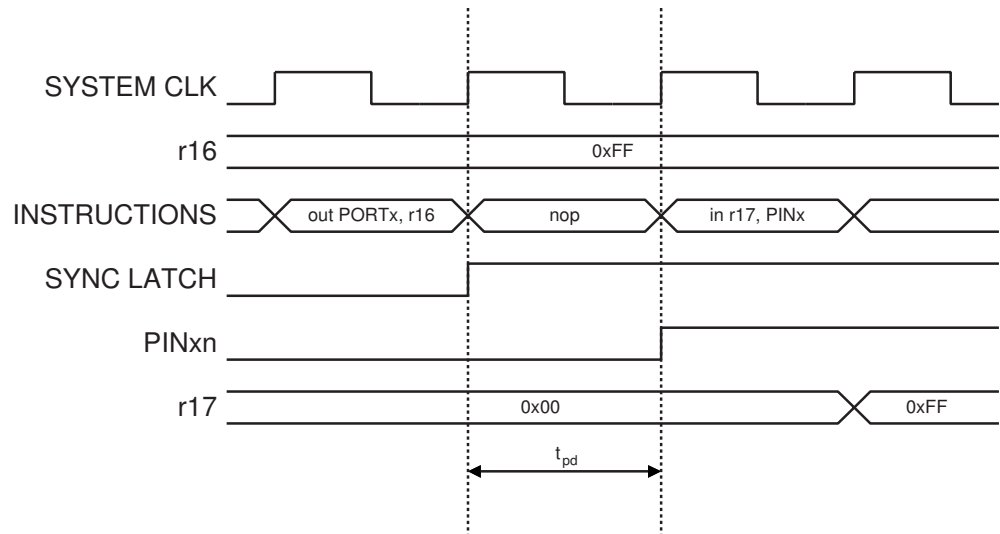 SYSTEM CLK
r16
0xFF
INSTRUCTIONS
out PORTx, r16
nop
in r17, PINx
SYNC LATCH
PINxn
r17
0x00
0xFF
tpd